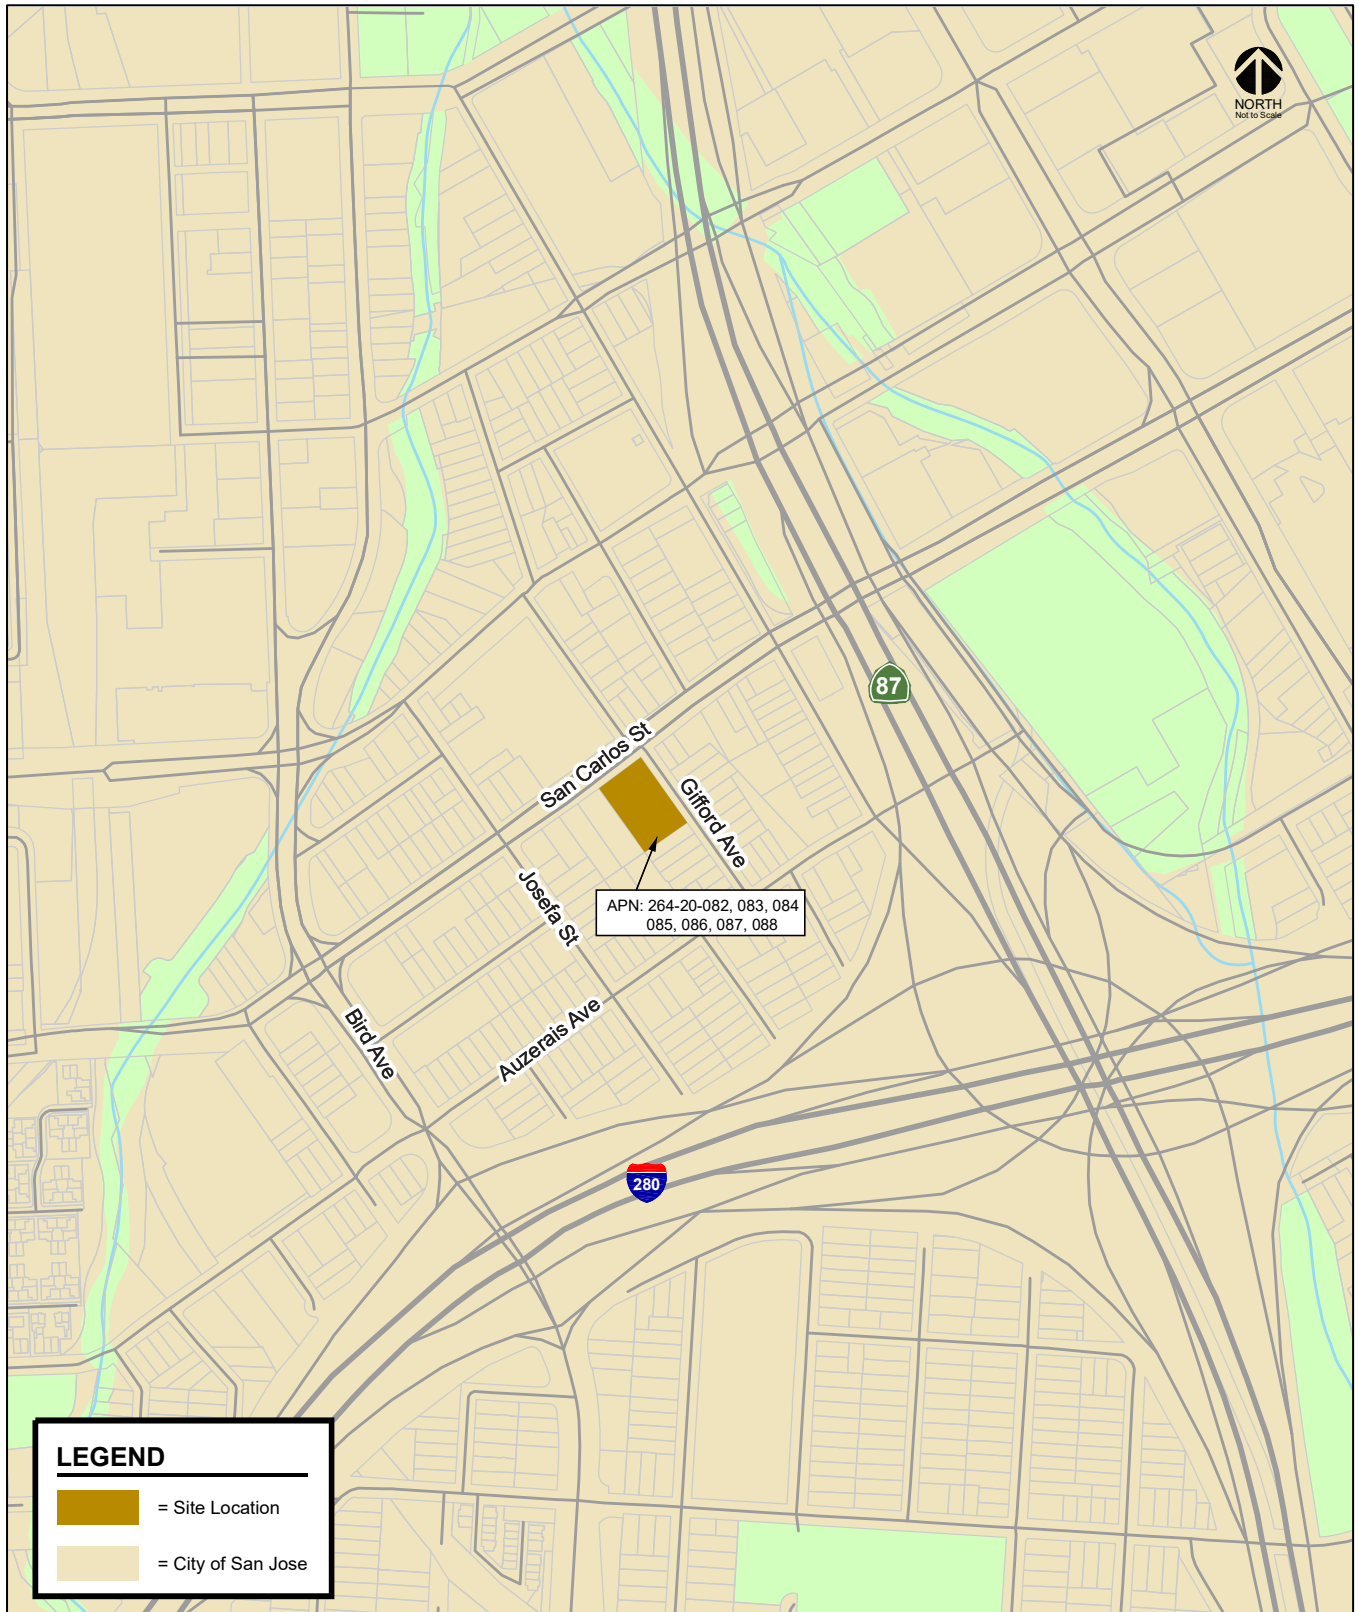 NORTH
Not to Scale
87
San Carlos St
Gifford Ave
Josefa St
APN: 264-20-082, 083, 084
085, 086, 087, 088
Bird Ave
Auzerais Ave
280
LEGEND
= Site Location
= City of San Jose